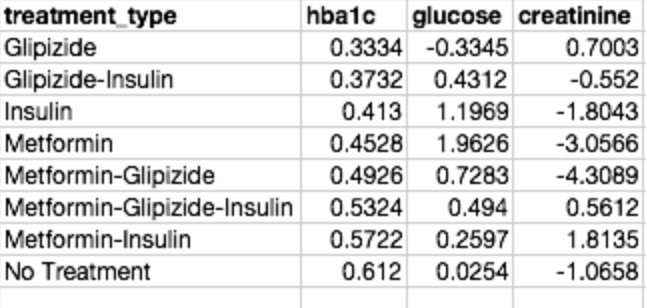 treatment_type hba1c glucose creatinine
Glipizide 0.3334 -0.3345 0.7003
Glipizide-Insulin 0.3732 0.4312 -0.552
Insulin 0.413 1.1969 -1.8043
Metformin 0.4528 1.9626 -3.0566
Metformin-Glipizide 0.4926 0.7283 -4.3089
Metformin-Glipizide-Insulin 0.5324 0.494 0.5612
Metformin-Insulin 0.5722 0.2597 1.8135
No Treatment 0.612 0.0254 -1.0658